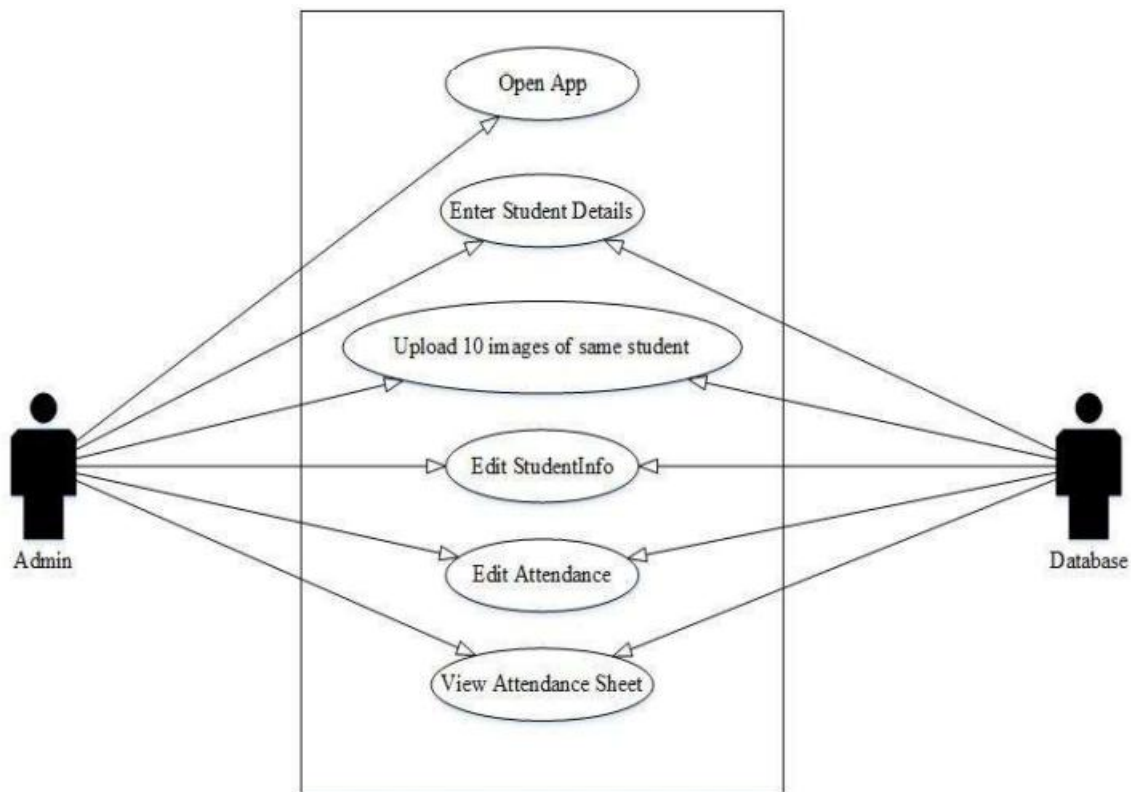 Open App
Enter Student Details
Upload 10 images of same student
Edit StudentInfo
Admin
Database
Edit Attendance
View Attendance Sheet